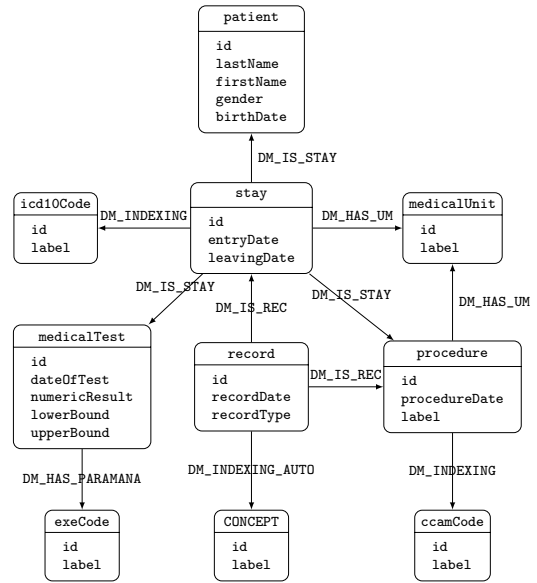 patient
id
lastName
firstName
gender
birthDate
DM_IS_STAY
stay
id
entryDate
leavingDate
icd10Code
id
label
DM_INDEXING
DM_HAS_UM
medicalUnit
id
label
DM_IS_STAY
DM_IS_REC
DM_IS_STAY
DM_HAS_UM
medicalTest
id
dateOfTest
numericResult
lowerBound
upperBound
record
id
recordDate
recordType
DM_IS_REC
procedure
id
procedureDate
label
DM_HAS_PARAMANA
DM_INDEXING_AUTO
DM_INDEXING
exeCode
id
label
CONCEPT
id
label
ccamCode
id
label